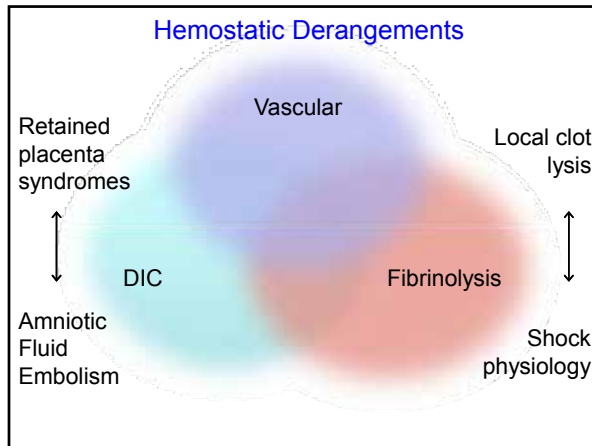 Hemostatic Derangements
Vascular
Retained
placenta
syndromes
Local clot
lysis
DIC
Fibrinolysis
Amniotic
Fluid
Embolism
Shock
physiology